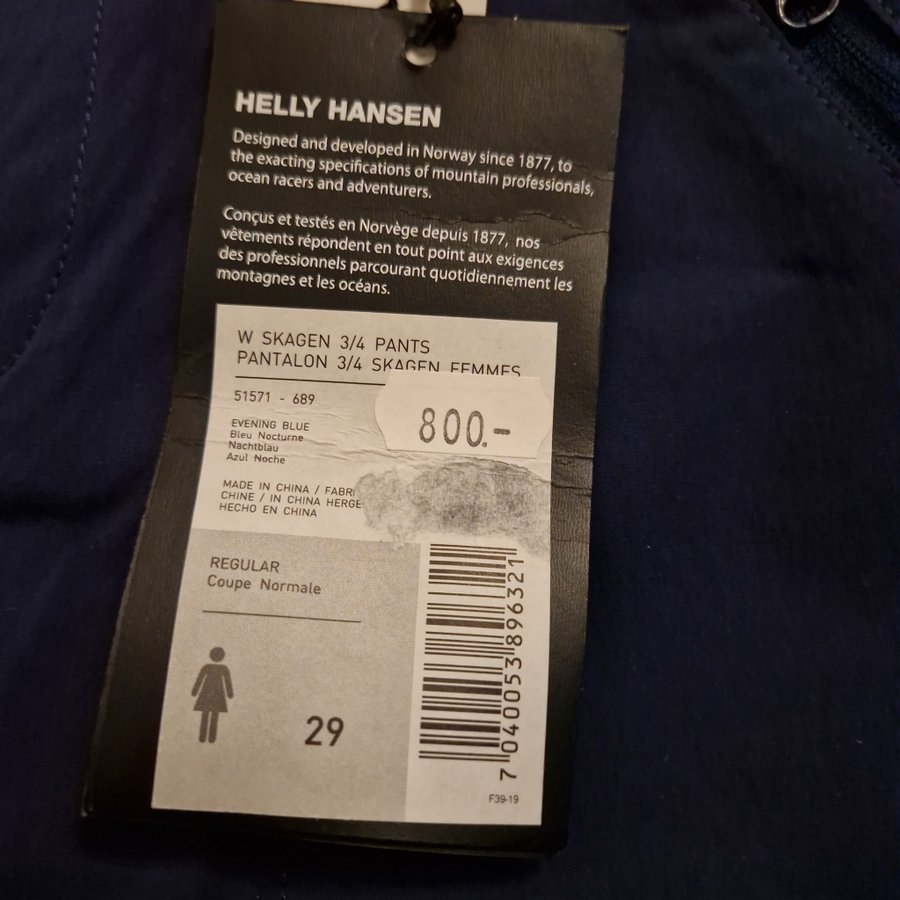 HELLY HANSEN
Designed and developed in Norway since 1877, to
the exacting specifications of mountain professionals,
ocean racers and adventurers.
Conçus et testés en Norvège depuis 1877, nos
vêtements répondent en tout point aux exigences
des professionnels parcourant quotidiennement les
montagnes et les océans.
W SKAGEN 3/4 PANTS
PANTALON 3/4 SKAGEN FEMMES
51571 - 689
800.-
EVENING BLUE
Bleu Nocturne
Nachtblau
Azul Noche
MADE IN CHINA / FABRI
CHINE / IN CHINA HERGE
HECHO EN CHINA
REGULAR
Coupe Normale
29
7 040053 896321
F39-19